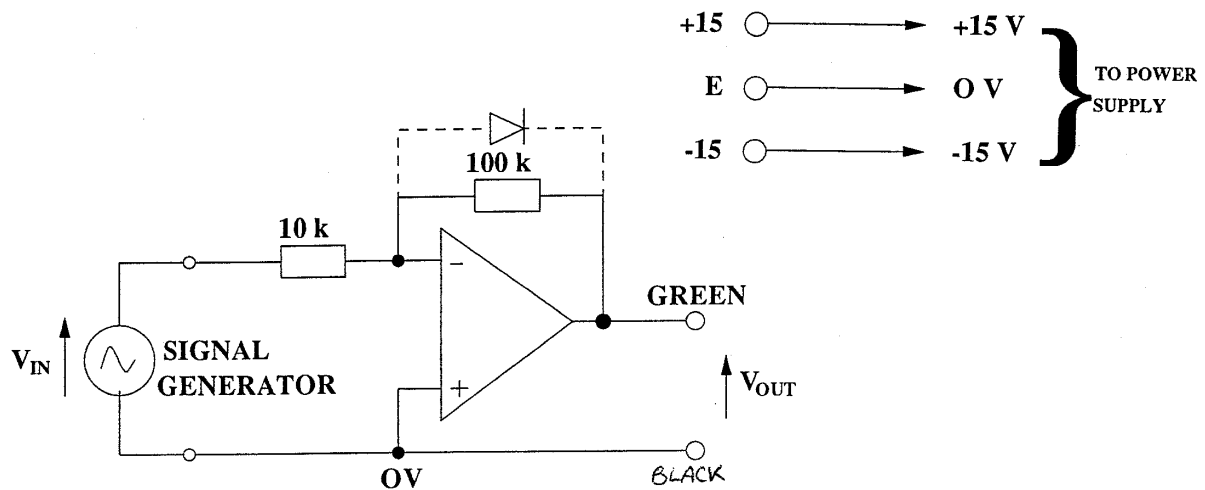 +15 +15 V
E O V
-15 -15 V
TO POWER
SUPPLY
100 k
10 k
−
+
GREEN
V_IN
SIGNAL
GENERATOR
V_OUT
OV
BLACK